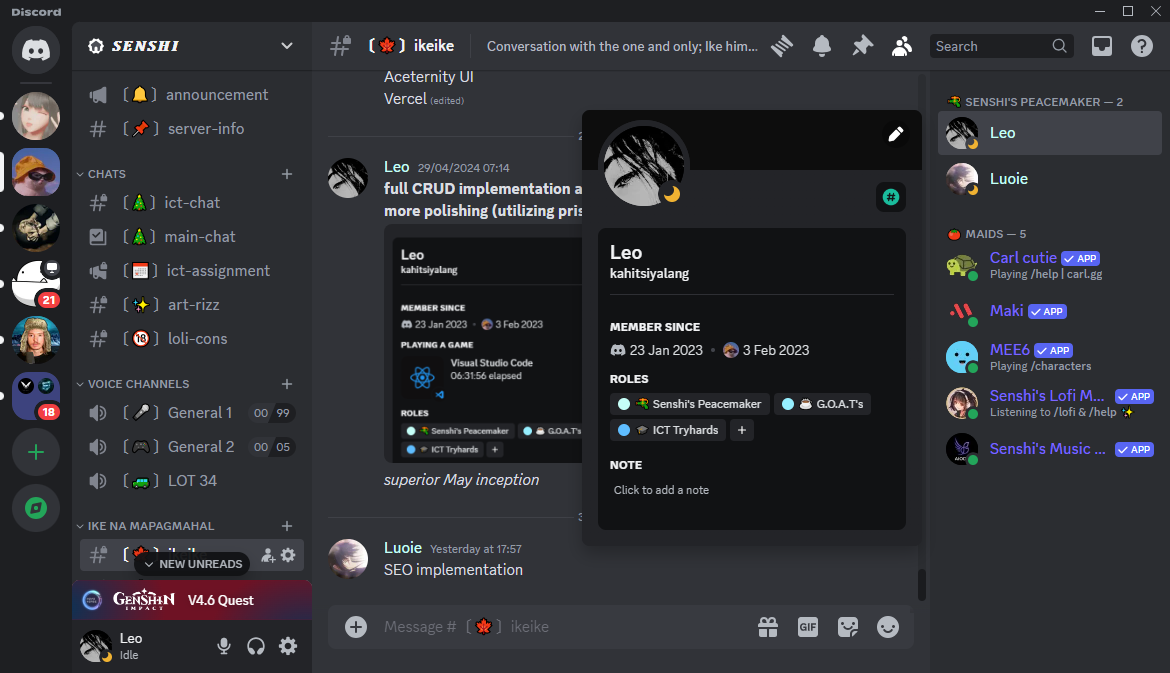 Discord
SENSHI
announcement
server-info
CHATS
ict-chat
main-chat
ict-assignment
art-rizz
loli-cons
VOICE CHANNELS
General 1
00 99
General 2
00 05
LOT 34
IKE NA MAPAGMAHAL
NEW UNREADS
21
18
GENSHIN IMPACT
V4.6 Quest
Leo
Idle
ikeike
Conversation with the one and only; Ike him...
Search
Aceternity UI
Vercel (edited)
Leo 29/04/2024 07:14
full CRUD implementation a
more polishing (utilizing pris
Leo
kahitsiyalang
MEMBER SINCE
23 Jan 2023 • 3 Feb 2023
PLAYING A GAME
Visual Studio Code
06:31:56 elapsed
ROLES
Senshi's Peacemaker
G.O.A.T's
ICT Tryhards
+
superior May inception
Luoie Yesterday at 17:57
SEO implementation
Message # 〔🍁〕 ikeike
GIF
Leo
kahitsiyalang
MEMBER SINCE
23 Jan 2023 • 3 Feb 2023
ROLES
Senshi's Peacemaker
G.O.A.T's
ICT Tryhards
+
NOTE
Click to add a note
SENSHI'S PEACEMAKER — 2
Leo
Luoie
MAIDS — 5
Carl cutie ✓ APP
Playing /help | carl.gg
Maki ✓ APP
MEE6 ✓ APP
Playing /characters
Senshi's Lofi M... ✓ APP
Listening to /lofi & /help ✨
Senshi's Music ... ✓ APP